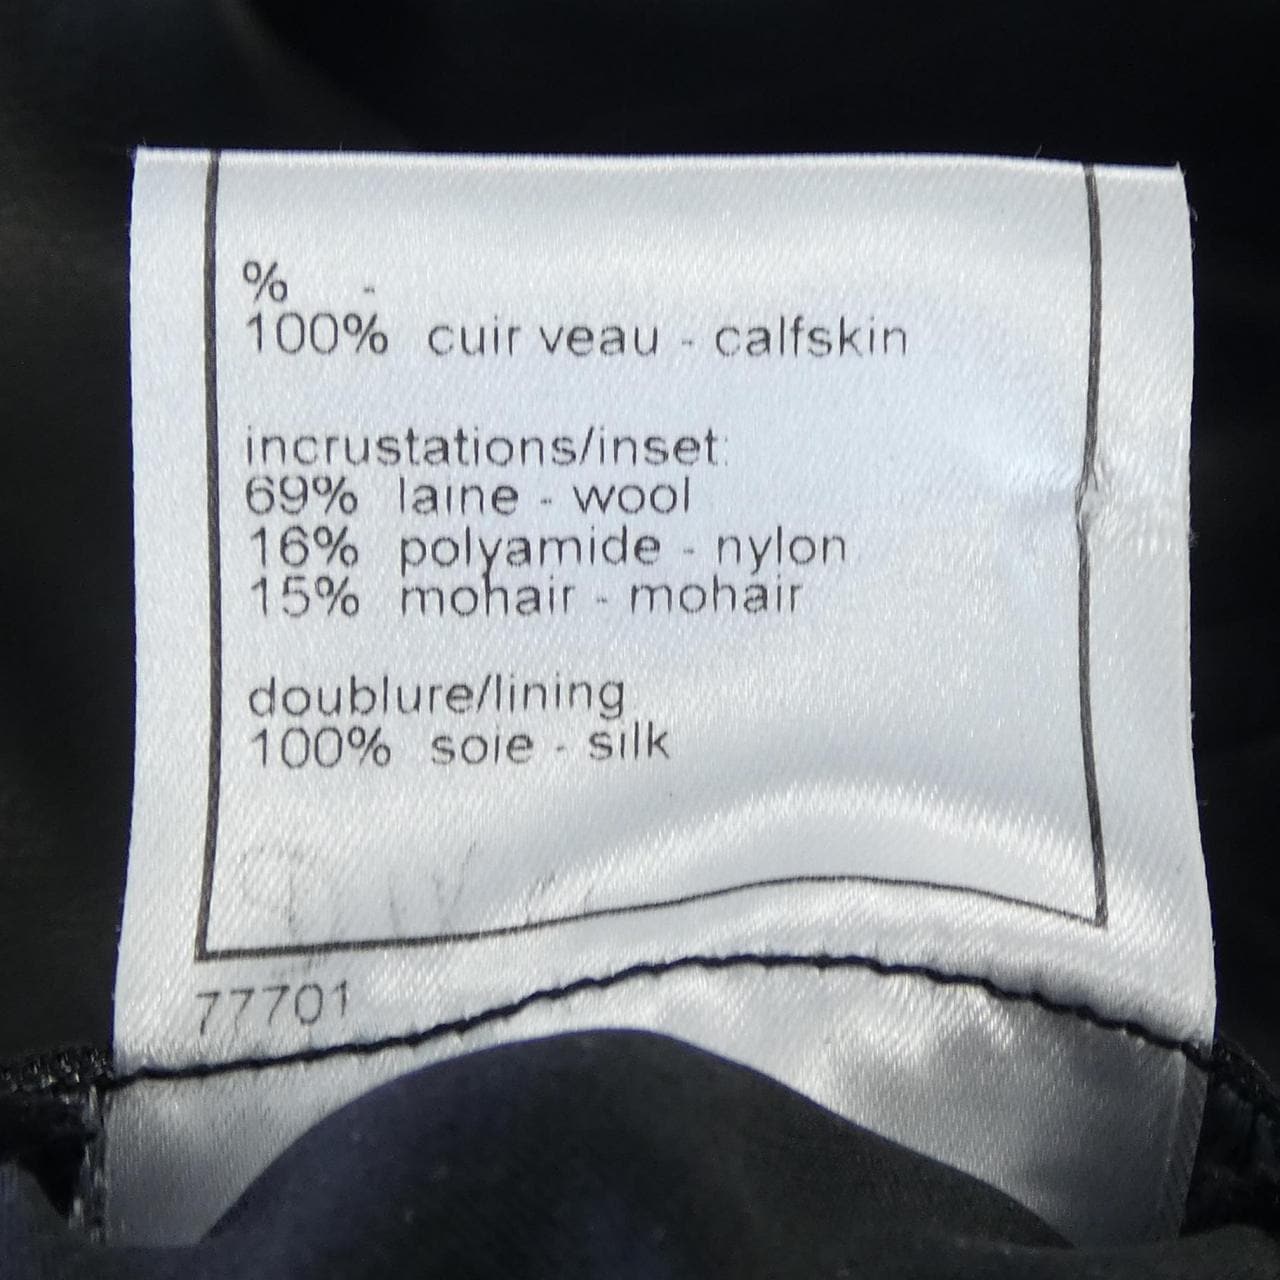 % -
100% cuir veau - calfskin
incrustations/inset:
69% laine - wool
16% polyamide - nylon
15% mohair - mohair
doublure/lining
100% soie - silk
77701